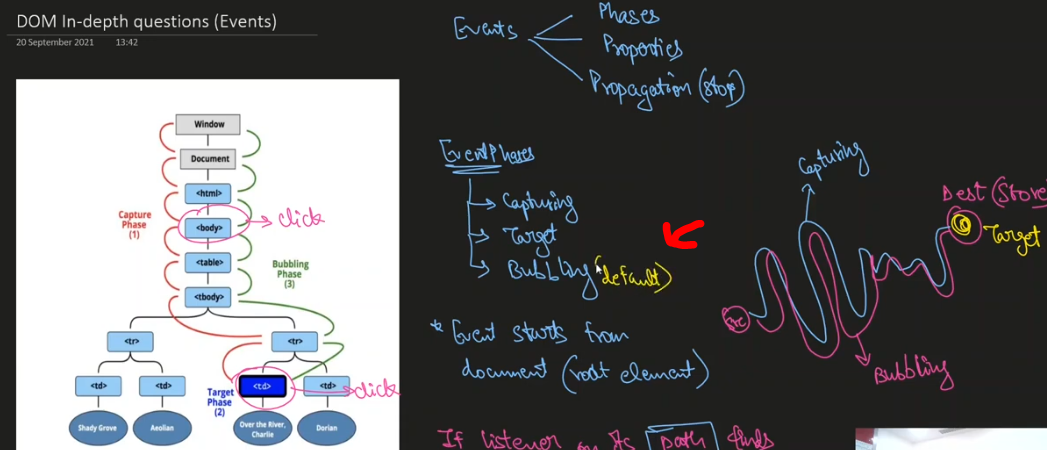 DOM In-depth questions (Events)
20 September 2021 13:42
Events
Phases
Properties
Propagation (stop)
Window
Document
<html>
<body>
click
<table>
<tbody>
<tr>
<tr>
<td>
<td>
<td>
<td>
click
Shady Grove
Aeolian
Over the River,
Charlie
Dorian
Capture
Phase
(1)
Bubbling
Phase
(3)
Target
Phase
(2)
Event Phases
Capturing
Target
Bubbling (default)
* Event starts from
document (root element)
If listener on its path finds
Capturing
Dest (Store)
Target
Src
Bubbling